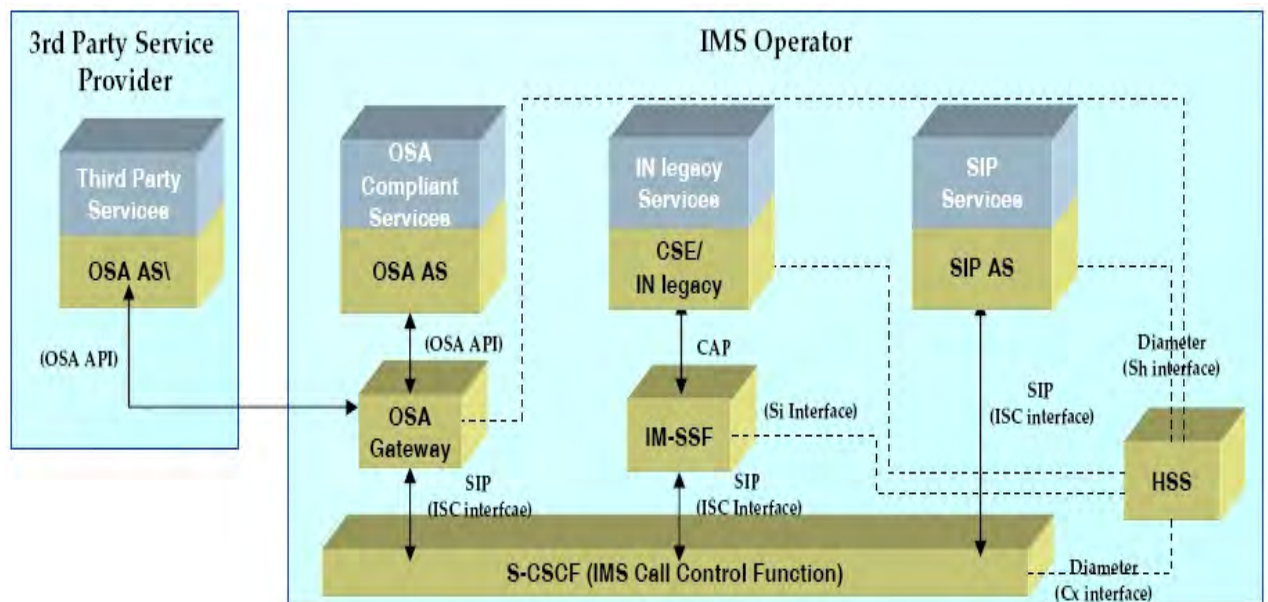 3rd Party Service
Provider
IMS Operator
Third Party
Services
OSA AS\
OSA
Compliant
Services
OSA AS
IN legacy
Services
CSE/
IN legacy
SIP
Services
SIP AS
(OSA API)
(OSA API)
CAP
SIP
(ISC interface)
Diameter
(Sh interface)
OSA
Gateway
IM-SSF
(Si Interface)
HSS
SIP
(ISC interfcae)
SIP
(ISC Interface)
S-CSCF (IMS Call Control Function)
Diameter
(Cx interface)